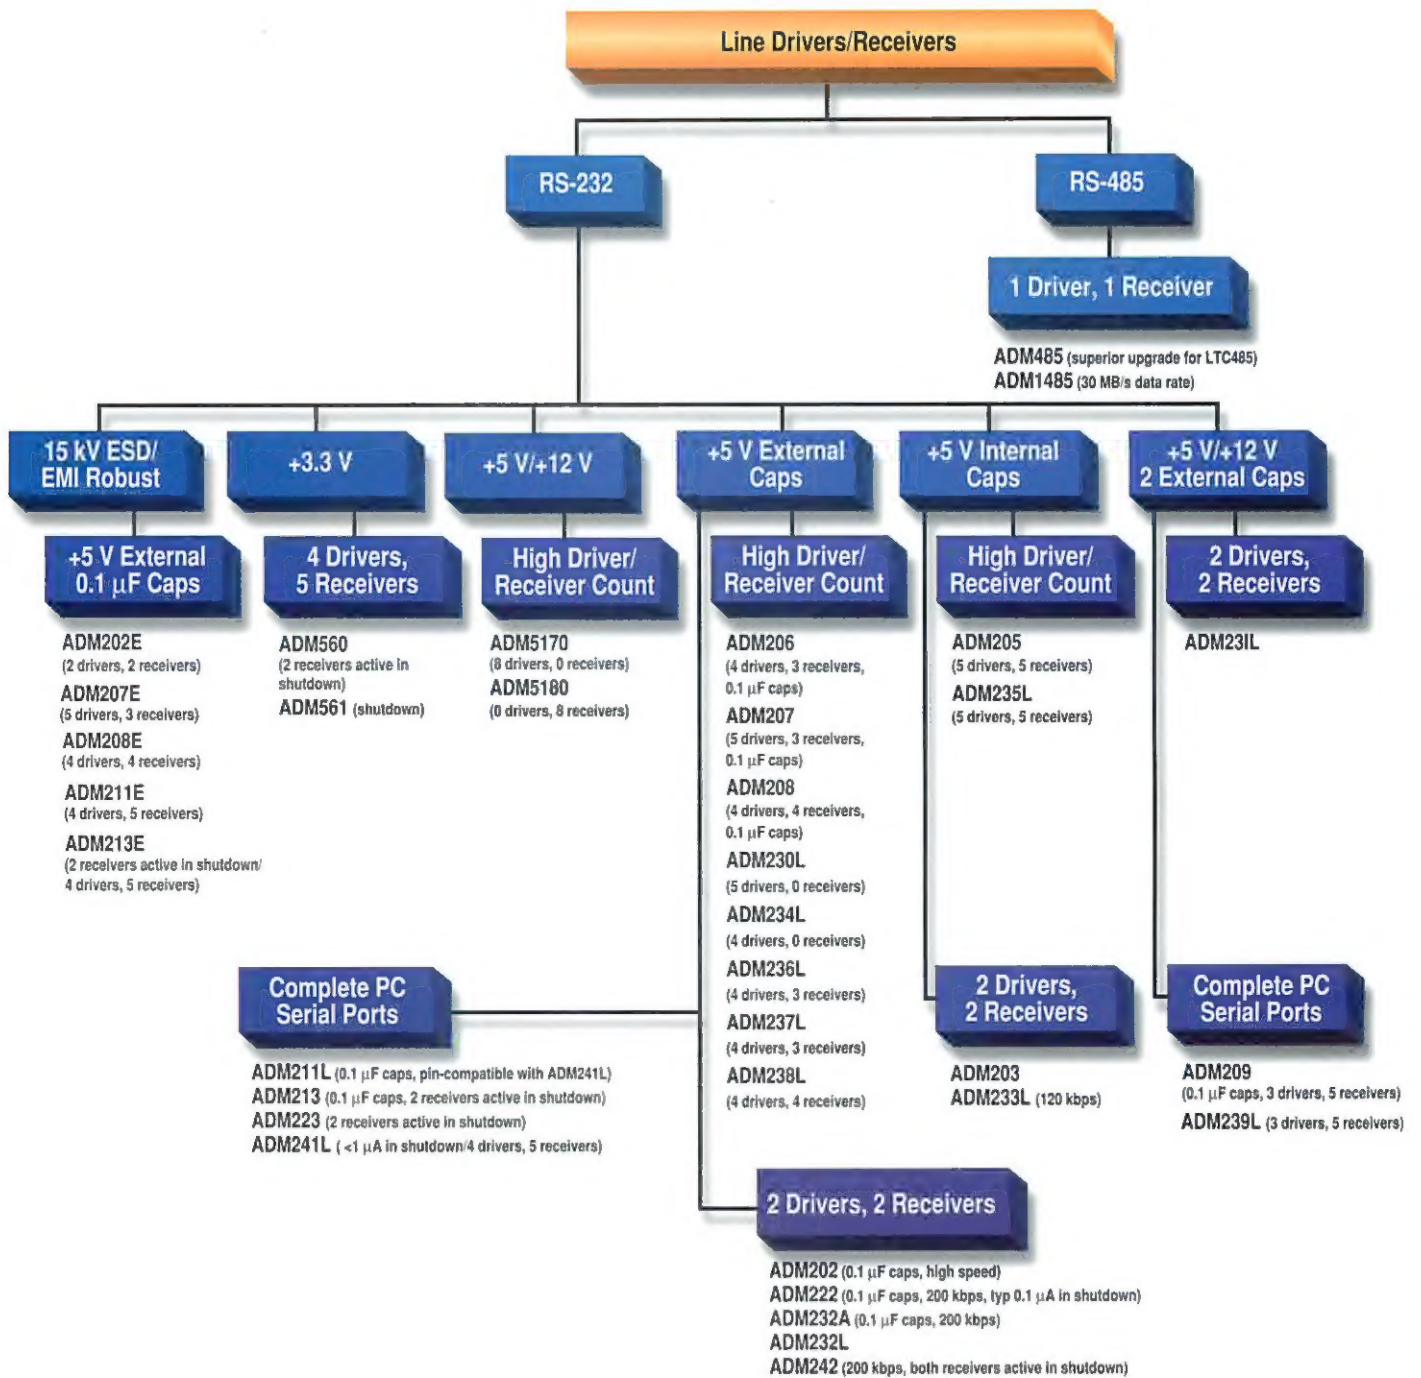 Line Drivers/Receivers
RS-232
RS-485
1 Driver, 1 Receiver
ADM485 (superior upgrade for LTC485)
ADM1485 (30 MB/s data rate)
15 kV ESD/
EMI Robust
+3.3 V
+5 V/+12 V
+5 V External
Caps
+5 V Internal
Caps
+5 V/+12 V
2 External Caps
+5 V External
0.1 µF Caps
ADM202E
(2 drivers, 2 receivers)
ADM207E
(5 drivers, 3 receivers)
ADM208E
(4 drivers, 4 receivers)
ADM211E
(4 drivers, 5 receivers)
ADM213E
(2 receivers active in shutdown/
4 drivers, 5 receivers)
4 Drivers,
5 Receivers
ADM560
(2 receivers active in
shutdown)
ADM561 (shutdown)
High Driver/
Receiver Count
ADM5170
(8 drivers, 0 receivers)
ADM5180
(0 drivers, 8 receivers)
High Driver/
Receiver Count
ADM206
(4 drivers, 3 receivers,
0.1 µF caps)
ADM207
(5 drivers, 3 receivers,
0.1 µF caps)
ADM208
(4 drivers, 4 receivers,
0.1 µF caps)
ADM230L
(5 drivers, 0 receivers)
ADM234L
(4 drivers, 0 receivers)
ADM236L
(4 drivers, 3 receivers)
ADM237L
(4 drivers, 3 receivers)
ADM238L
(4 drivers, 4 receivers)
High Driver/
Receiver Count
ADM205
(5 drivers, 5 receivers)
ADM235L
(5 drivers, 5 receivers)
2 Drivers,
2 Receivers
ADM23IL
Complete PC
Serial Ports
ADM211L (0.1 µF caps, pin-compatible with ADM241L)
ADM213 (0.1 µF caps, 2 receivers active in shutdown)
ADM223 (2 receivers active in shutdown)
ADM241L ( <1 µA in shutdown/4 drivers, 5 receivers)
2 Drivers,
2 Receivers
ADM203
ADM233L (120 kbps)
Complete PC
Serial Ports
ADM209
(0.1 µF caps, 3 drivers, 5 receivers)
ADM239L (3 drivers, 5 receivers)
2 Drivers, 2 Receivers
ADM202 (0.1 µF caps, high speed)
ADM222 (0.1 µF caps, 200 kbps, typ 0.1 µA in shutdown)
ADM232A (0.1 µF caps, 200 kbps)
ADM232L
ADM242 (200 kbps, both receivers active in shutdown)